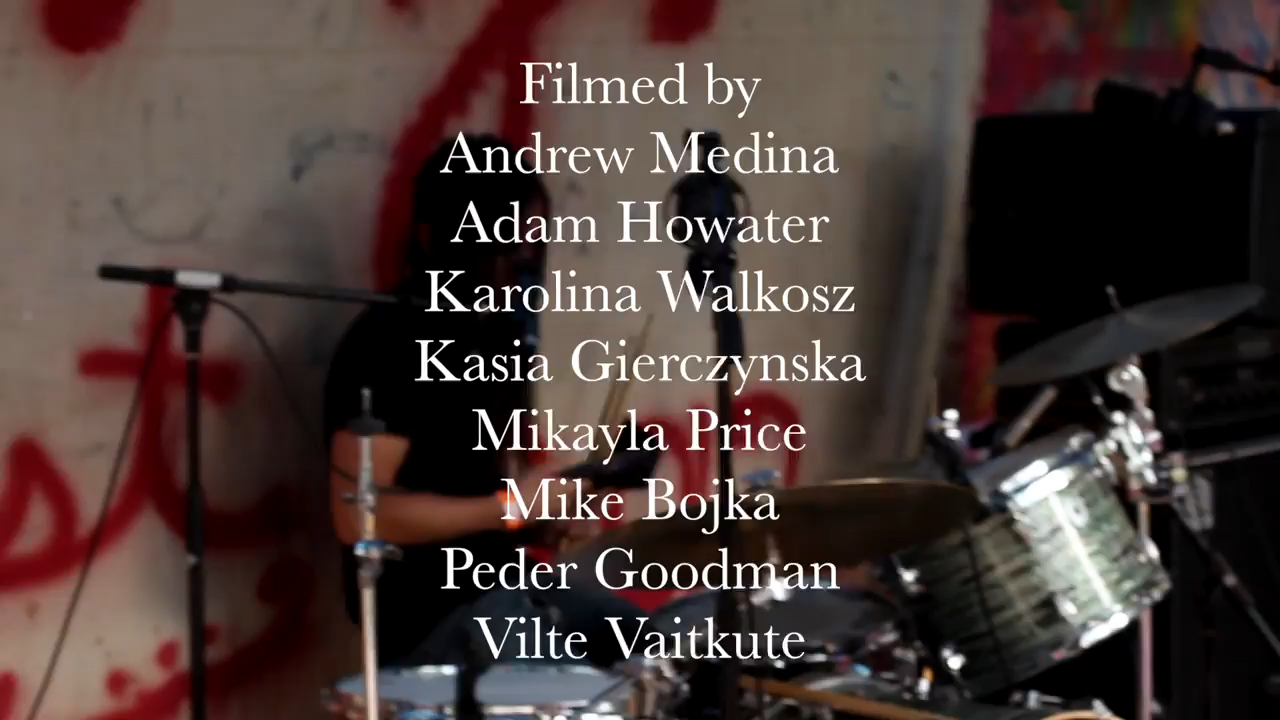 Filmed by
Andrew Medina
Adam Howater
Karolina Walkosz
Kasia Gierczynska
Mikayla Price
Mike Bojka
Peder Goodman
Vilte Vaitkute